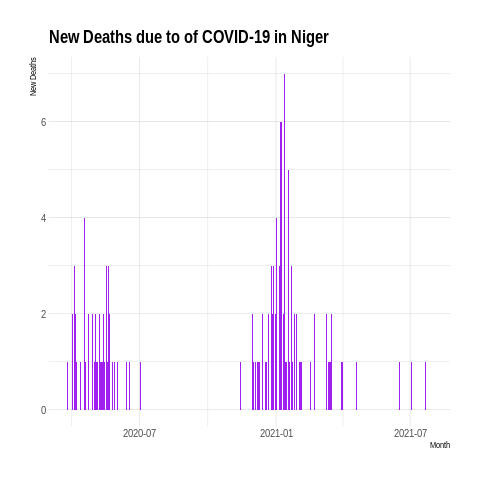 New Deaths due to of COVID-19 in Niger
New Deaths
6
4
2
0
2020-07
2021-01
2021-07
Month